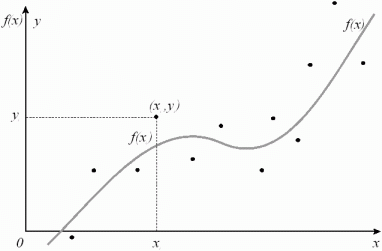 f(x) y
f(x)
(x ,y)
y
f(x)
0
x
x